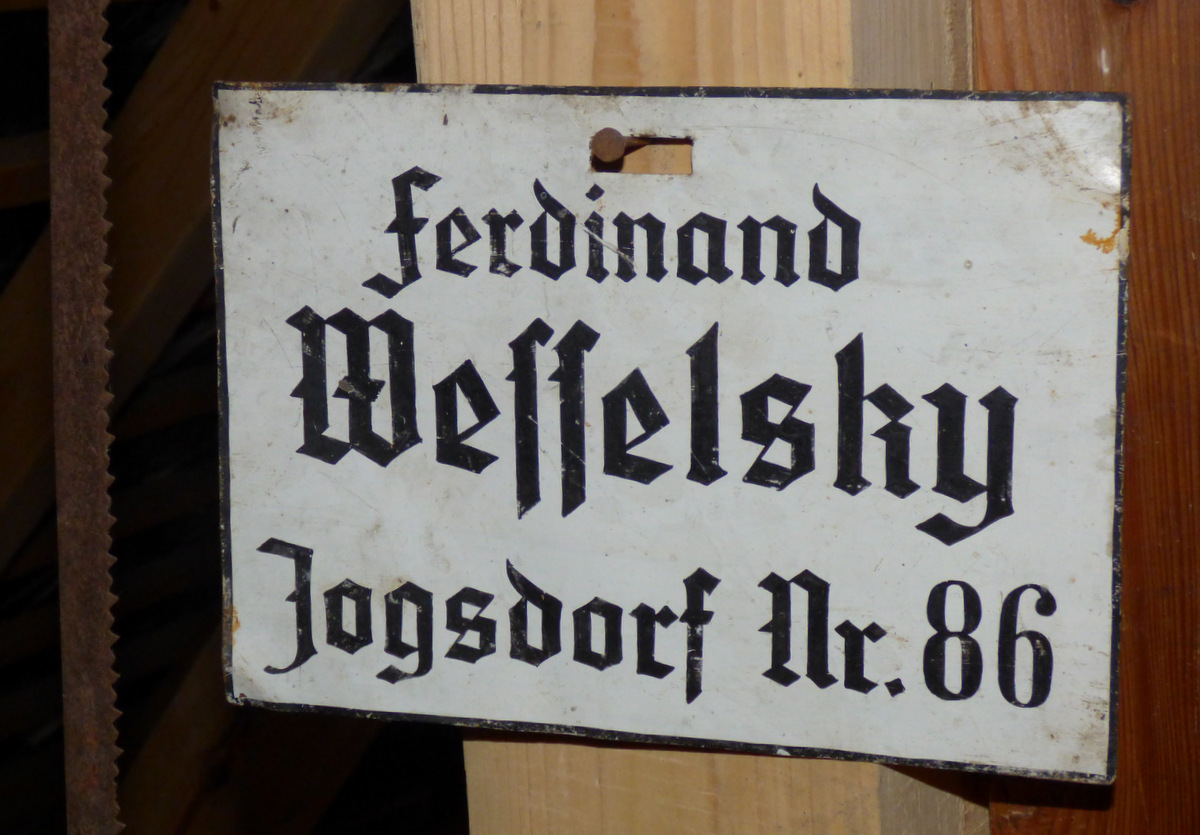 Ferdinand
Weſſelsky
Jogsdorf Nr. 86